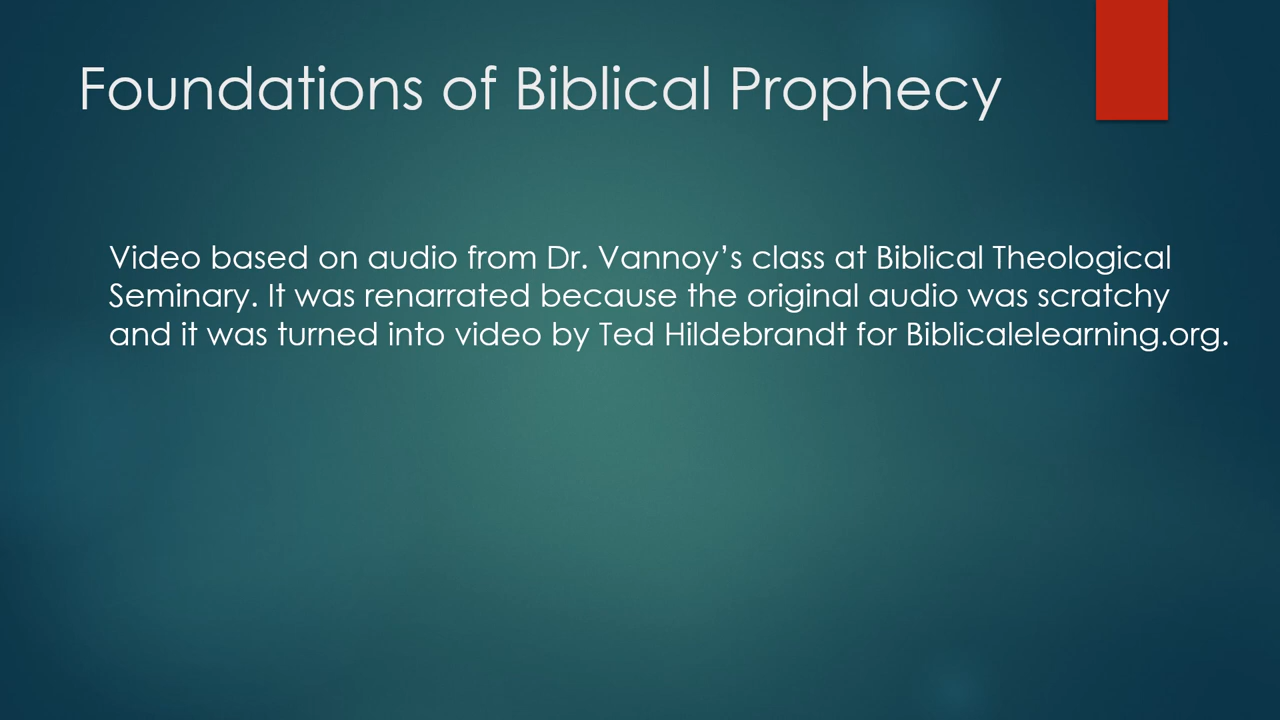 Foundations of Biblical Prophecy
Video based on audio from Dr. Vannoy’s class at Biblical Theological
Seminary. It was renarrated because the original audio was scratchy
and it was turned into video by Ted Hildebrandt for Biblicalelearning.org.